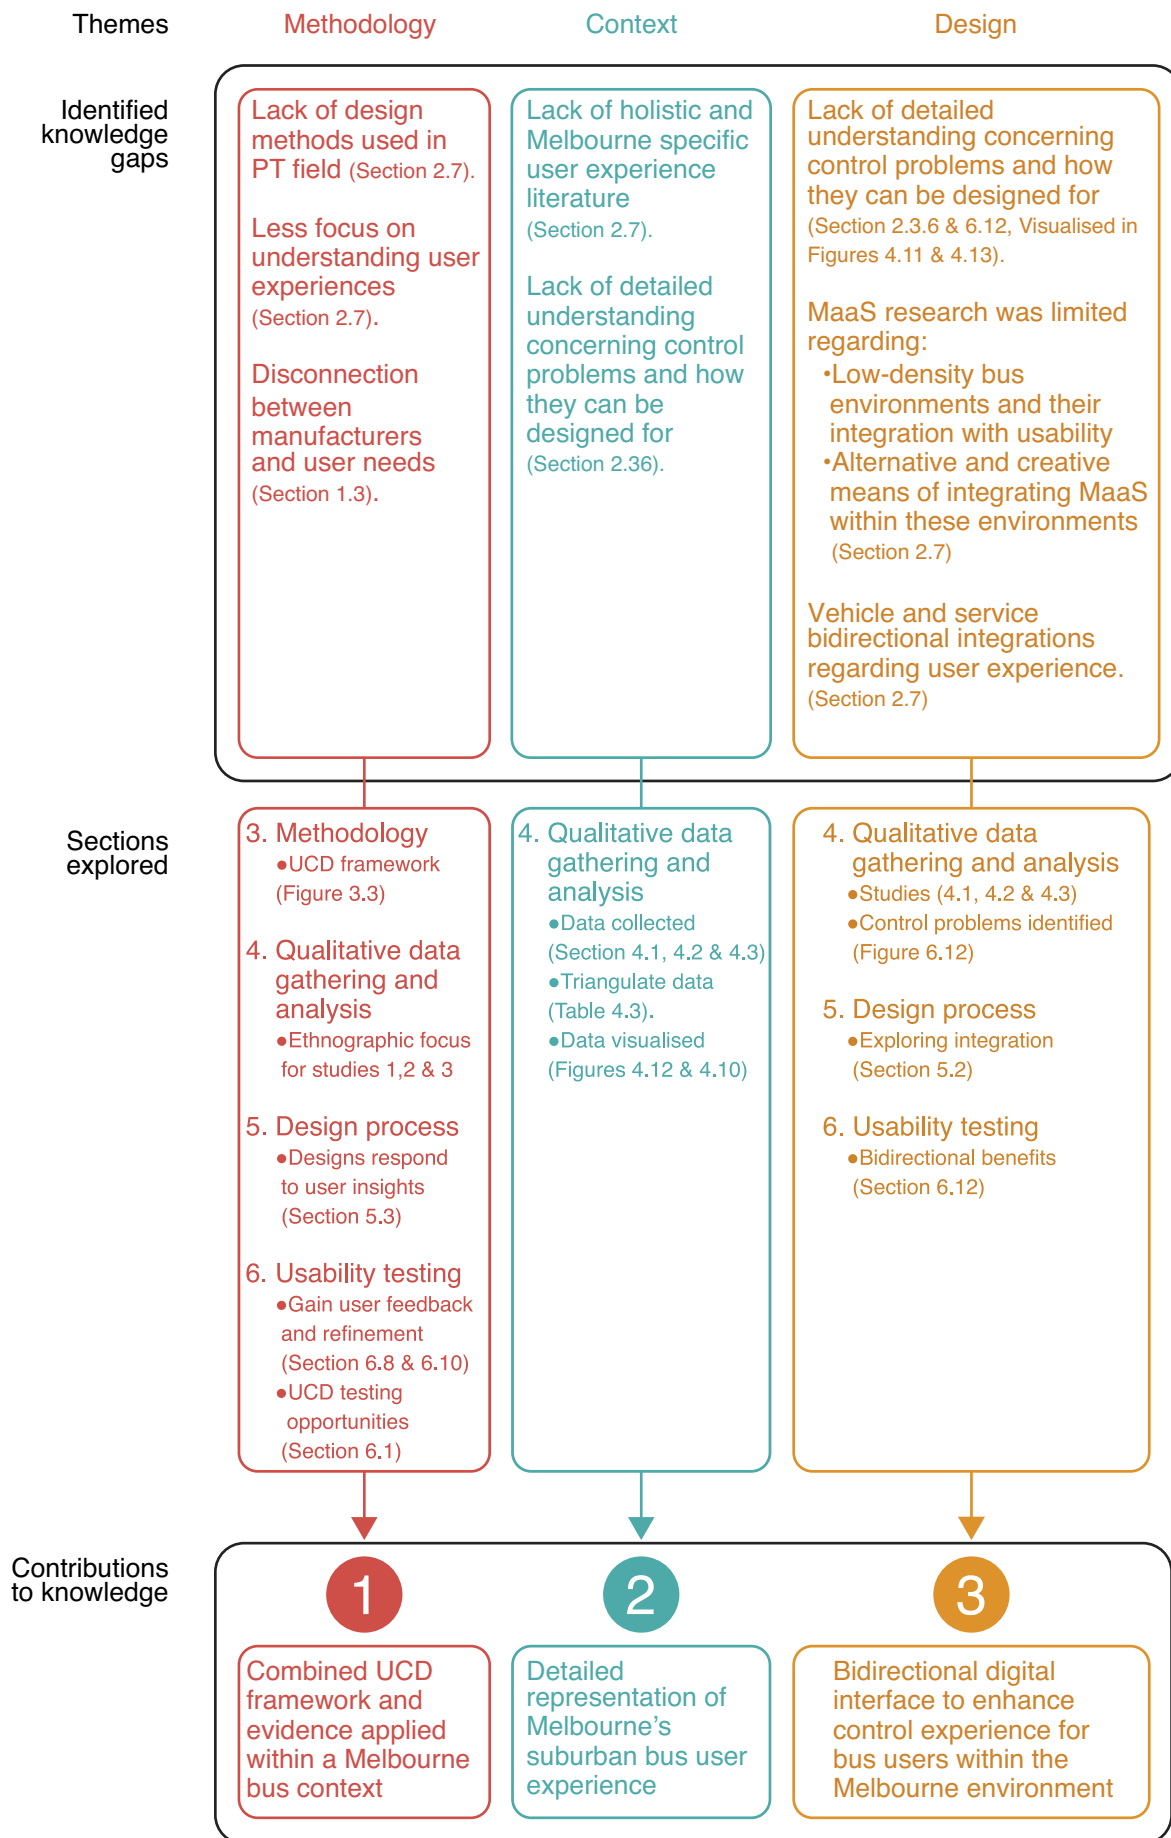 Themes
Methodology
Context
Design
Identified
knowledge
gaps
Lack of design
methods used in
PT field (Section 2.7).
Less focus on
understanding user
experiences
(Section 2.7).
Disconnection
between
manufacturers
and user needs
(Section 1.3).
Lack of holistic and
Melbourne specific
user experience
literature
(Section 2.7).
Lack of detailed
understanding
concerning control
problems and how
they can be
designed for
(Section 2.36).
Lack of detailed
understanding concerning
control problems and how
they can be designed for
(Section 2.3.6 & 6.12, Visualised in
Figures 4.11 & 4.13).
MaaS research was limited
regarding:
•Low-density bus
environments and their
integration with usability
•Alternative and creative
means of integrating MaaS
within these environments
(Section 2.7)
Vehicle and service
bidirectional integrations
regarding user experience.
(Section 2.7)
Sections
explored
3. Methodology
●UCD framework
(Figure 3.3)
4. Qualitative data
gathering and
analysis
●Ethnographic focus
for studies 1,2 & 3
5. Design process
●Designs respond
to user insights
(Section 5.3)
6. Usability testing
●Gain user feedback
and refinement
(Section 6.8 & 6.10)
●UCD testing
opportunities
(Section 6.1)
4. Qualitative data
gathering and
analysis
●Data collected
(Section 4.1, 4.2 & 4.3)
●Triangulate data
(Table 4.3).
●Data visualised
(Figures 4.12 & 4.10)
4. Qualitative data
gathering and analysis
●Studies (4.1, 4.2 & 4.3)
●Control problems identified
(Figure 6.12)
5. Design process
●Exploring integration
(Section 5.2)
6. Usability testing
●Bidirectional benefits
(Section 6.12)
Contributions
to knowledge
1
2
3
Combined UCD
framework and
evidence applied
within a Melbourne
bus context
Detailed
representation of
Melbourne's
suburban bus user
experience
Bidirectional digital
interface to enhance
control experience for
bus users within the
Melbourne environment